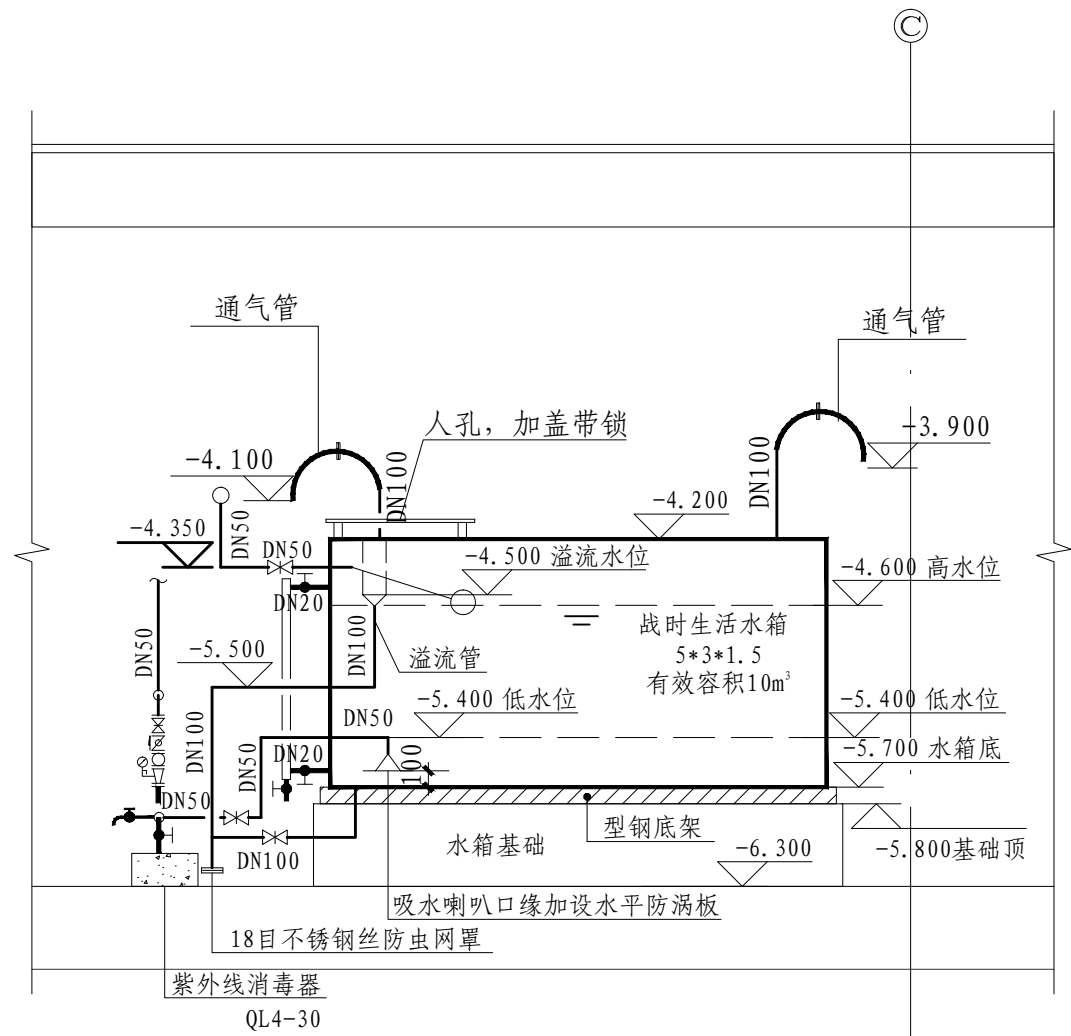 C
通气管
通气管
人孔，加盖带锁
-3.900
-4.100
DN100
DN100
-4.200
-4.350
DN50
DN50
-4.500 溢流水位
-4.600 高水位
DN20
战时生活水箱
5*3*1.5
有效容积10m³
DN50
DN100
溢流管
-5.500
DN50
-5.400 低水位
-5.400 低水位
DN100
DN50
DN20
100
-5.700 水箱底
DN50
型钢底架
水箱基础
DN100
-6.300
-5.800基础顶
吸水喇叭口缘加设水平防涡板
18目不锈钢丝防虫网罩
紫外线消毒器
QL4-30